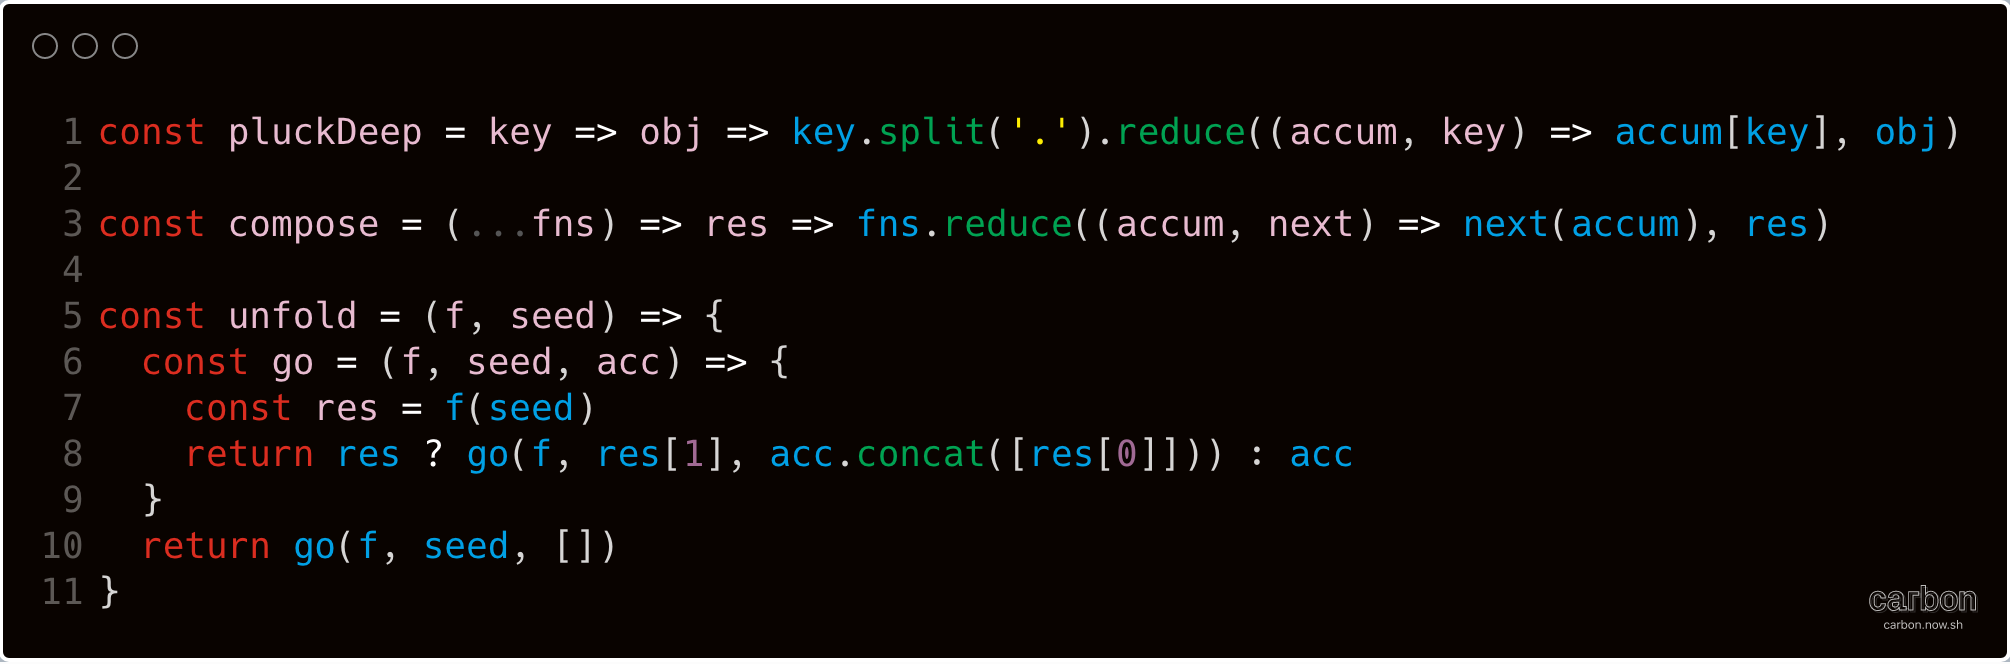 1 const pluckDeep = key => obj => key.split('.').reduce((accum, key) => accum[key], obj)
2
3 const compose = (...fns) => res => fns.reduce((accum, next) => next(accum), res)
4
5 const unfold = (f, seed) => {
6   const go = (f, seed, acc) => {
7     const res = f(seed)
8     return res ? go(f, res[1], acc.concat([res[0]])) : acc
9   }
10   return go(f, seed, [])
11 }
carbon
carbon.now.sh